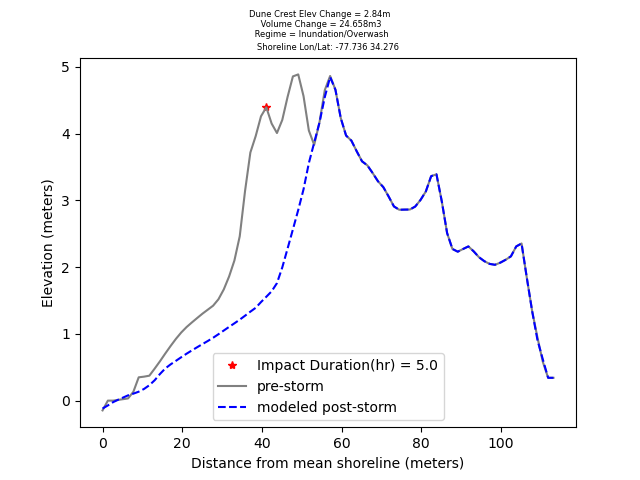 Dune Crest Elev Change = 2.84m
Volume Change = 24.658m3
Regime = Inundation/Overwash
Shoreline Lon/Lat: -77.736 34.276
5
4
3
2
1
0
Elevation (meters)
Impact Duration(hr) = 5.0
pre-storm
modeled post-storm
0 20 40 60 80 100
Distance from mean shoreline (meters)